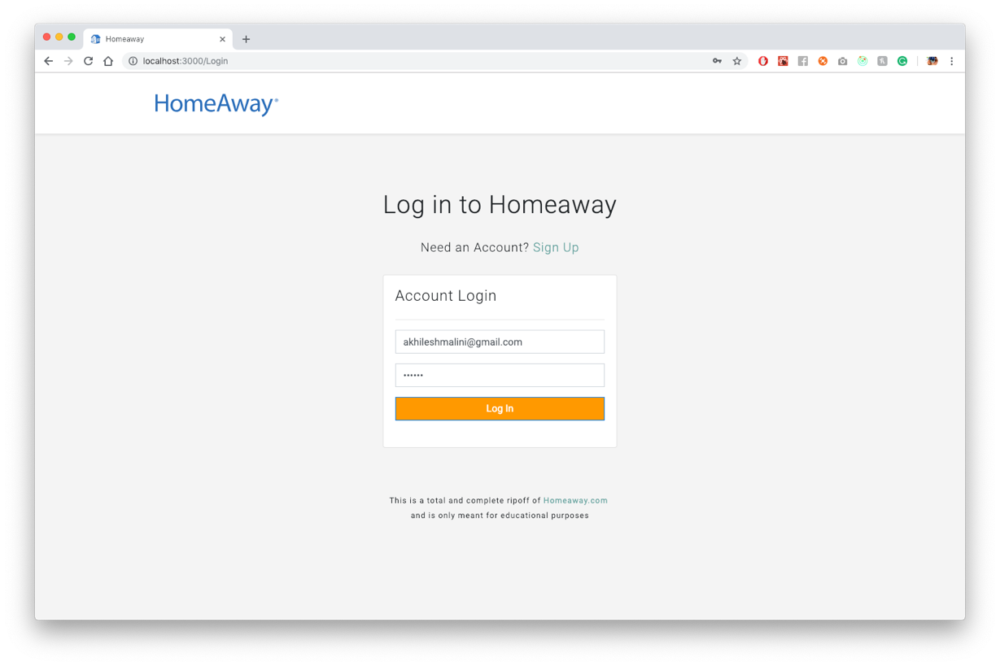 Homeaway
localhost:3000/Login
HomeAway®
Log in to Homeaway
Need an Account? Sign Up
Account Login
akhileshmalini@gmail.com
••••••
Log In
This is a total and complete ripoff of Homeaway.com
and is only meant for educational purposes